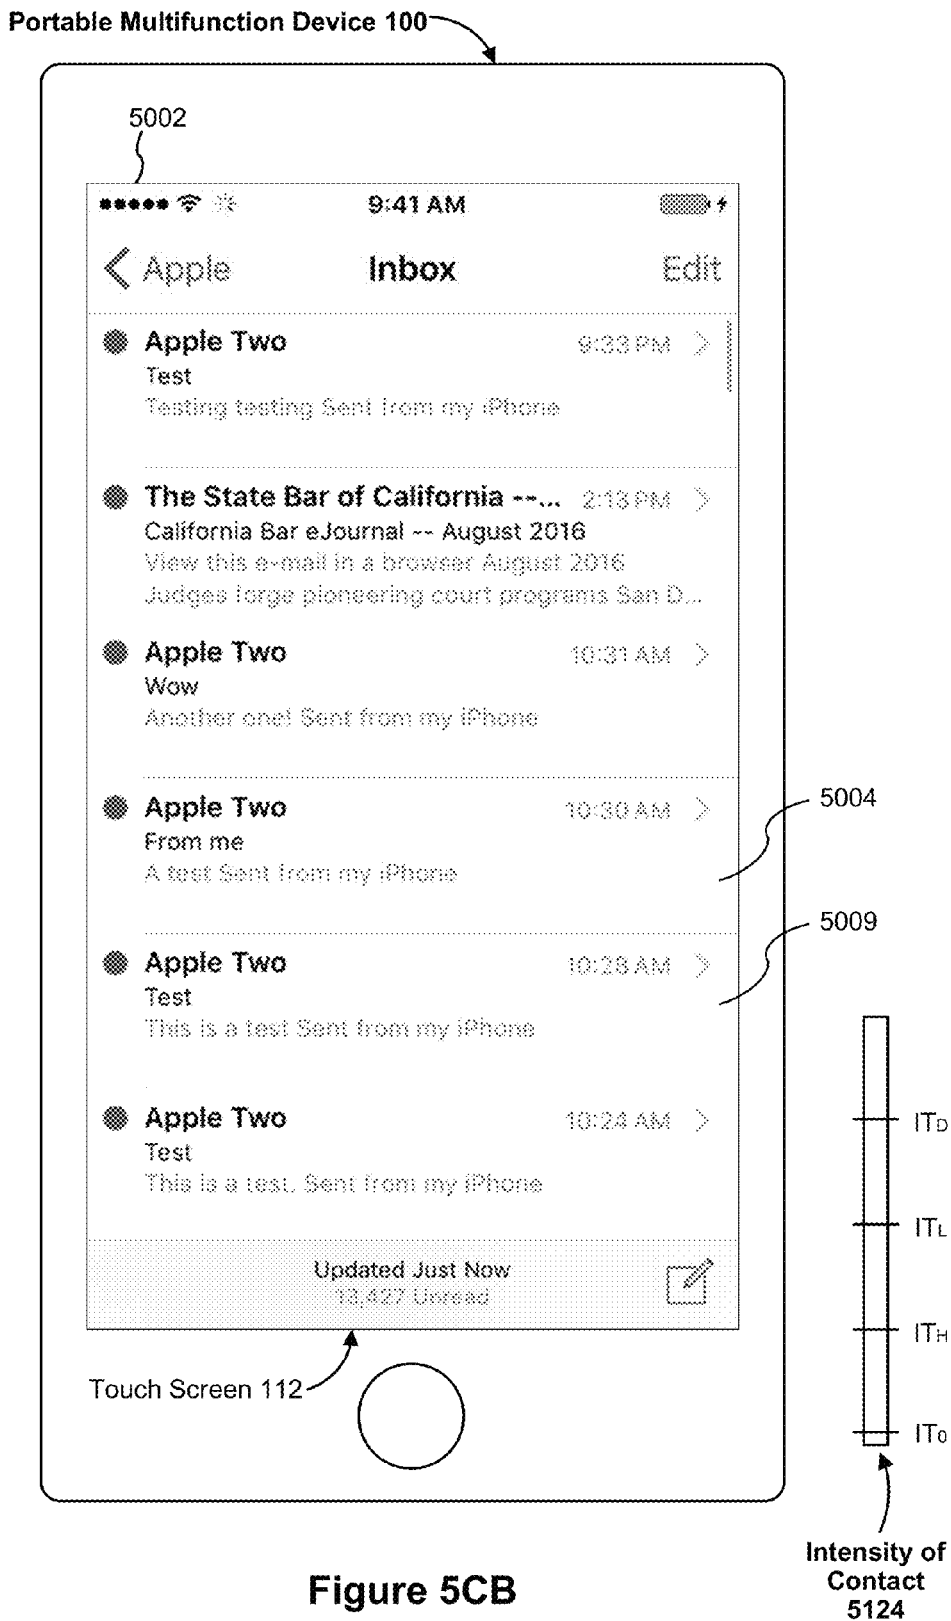 Portable Multifunction Device 100
5002
9:41 AM
Apple Inbox Edit
Apple Two 9:33 PM
Test
Testing testing Sent from my iPhone
The State Bar of California --... 2:13 PM
California Bar eJournal -- August 2016
View this e-mail in a browser August 2016
Judges forge pioneering court programs San D...
Apple Two 10:31 AM
Wow
Another one! Sent from my iPhone
Apple Two 10:30 AM
From me
A test Sent from my iPhone
5004
5009
Apple Two 10:28 AM
Test
This is a test Sent from my iPhone
Apple Two 10:24 AM
Test
This is a test. Sent from my iPhone
Updated Just Now
13,427 Unread
Touch Screen 112
ITD
ITL
ITH
IT0
Intensity of
Contact
5124
Figure 5CB